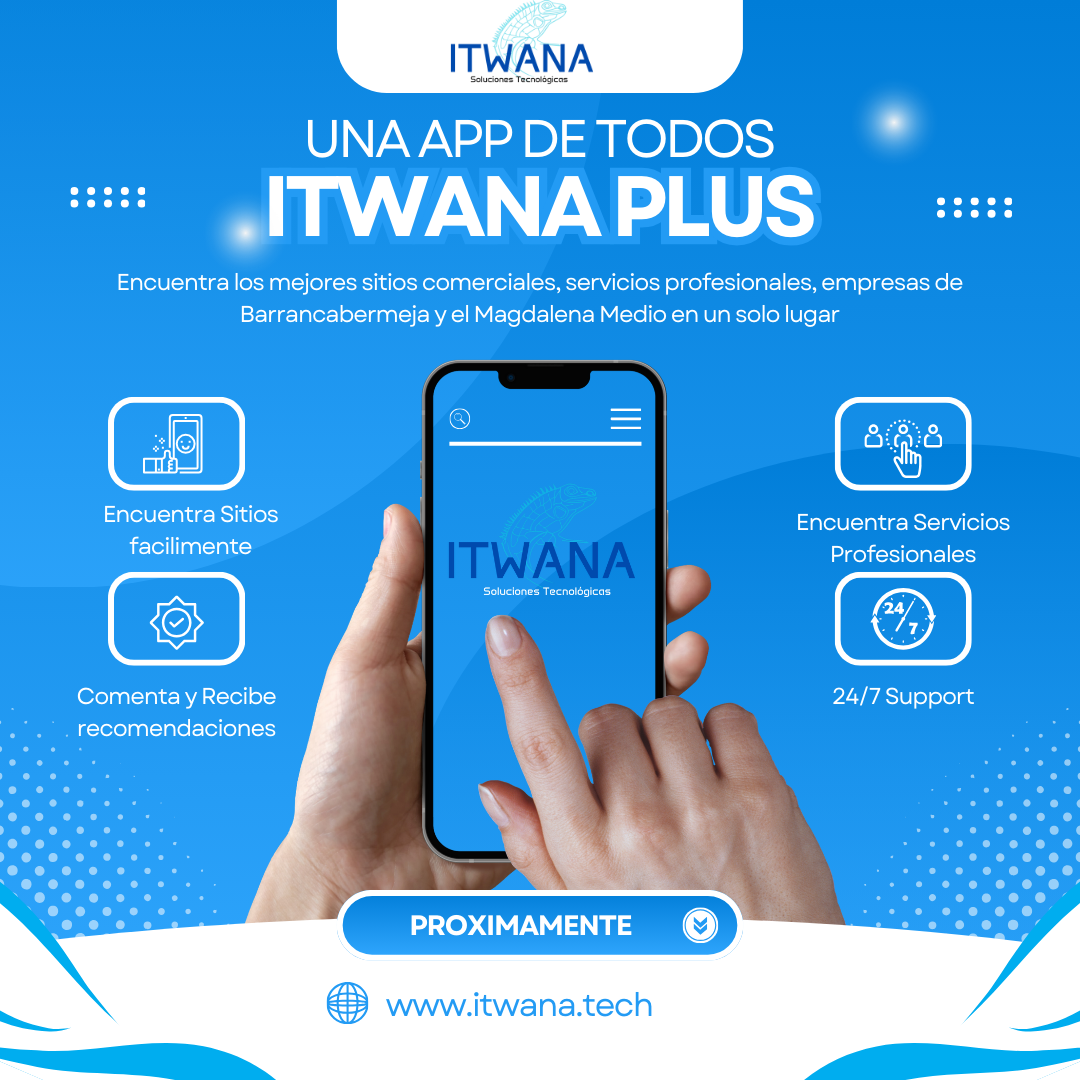 ITWANA
Soluciones Tecnológicas
UNA APP DE TODOS
ITWANA PLUS
Encuentra los mejores sitios comerciales, servicios profesionales, empresas de
Barrancabermeja y el Magdalena Medio en un solo lugar
Encuentra Sitios
facilimente
Comenta y Recibe
recomendaciones
ITWANA
Soluciones Tecnológicas
Encuentra Servicios
Profesionales
24/7
24/7 Support
PROXIMAMENTE
www.itwana.tech